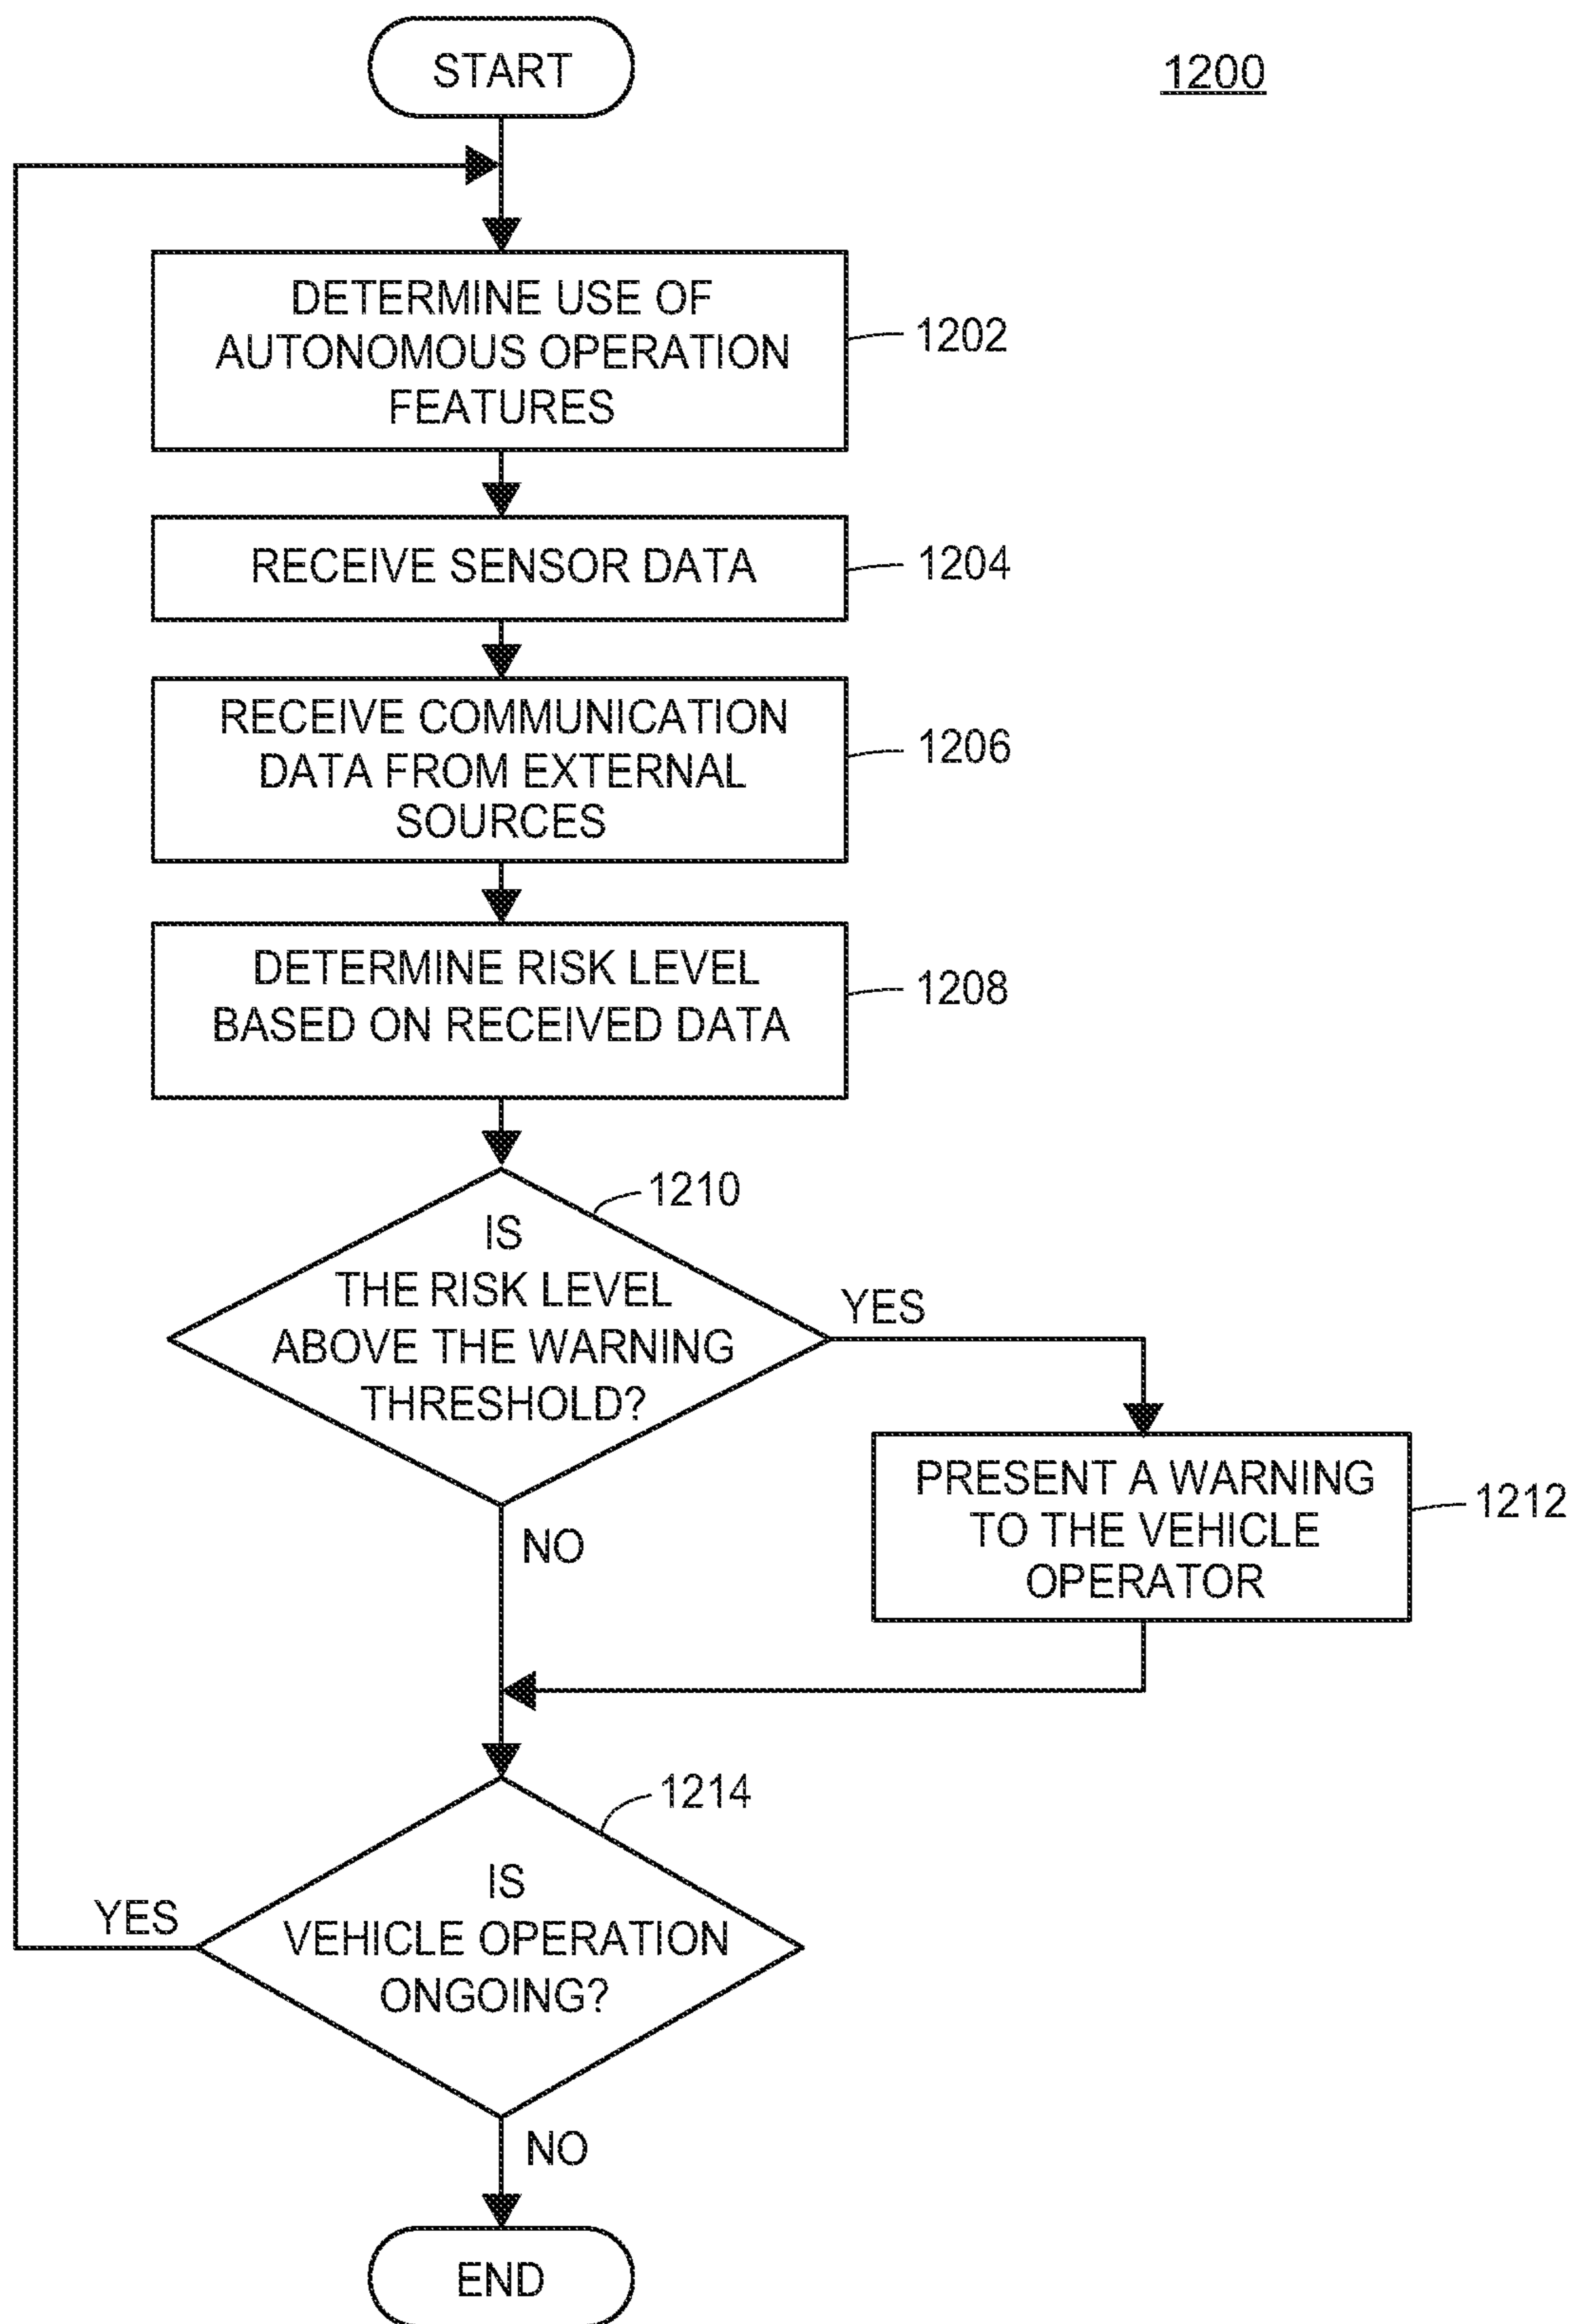 START
1200
DETERMINE USE OF
AUTONOMOUS OPERATION
FEATURES
1202
RECEIVE SENSOR DATA
1204
RECEIVE COMMUNICATION
DATA FROM EXTERNAL
SOURCES
1206
DETERMINE RISK LEVEL
BASED ON RECEIVED DATA
1208
1210
IS
THE RISK LEVEL
ABOVE THE WARNING
THRESHOLD?
YES
NO
PRESENT A WARNING
TO THE VEHICLE
OPERATOR
1212
1214
IS
VEHICLE OPERATION
ONGOING?
YES
NO
END